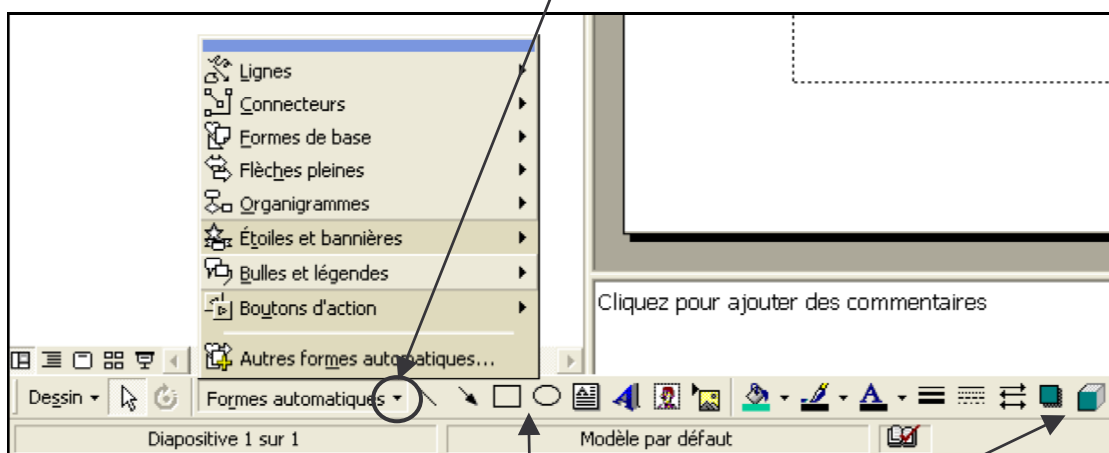 Lignes
Connecteurs
Formes de base
Flèches pleines
Organigrammes
Étoiles et bannières
Bulles et légendes
Boutons d'action
Autres formes automatiques...
Cliquez pour ajouter des commentaires
Dessin
Formes automatiques
Diapositive 1 sur 1
Modèle par défaut